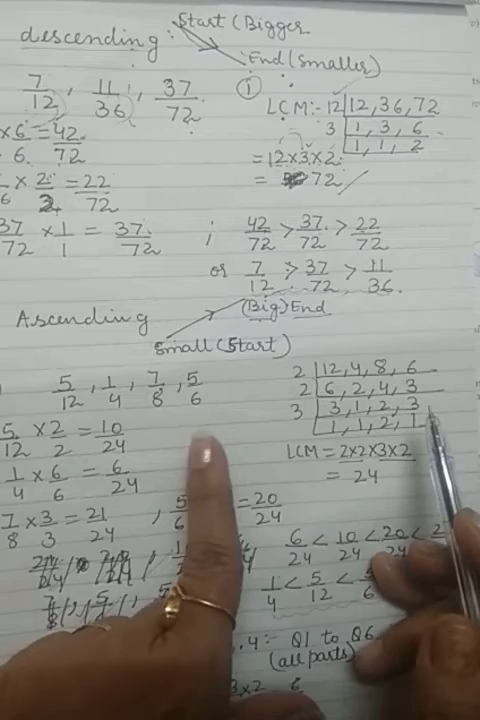 descending: Start (Bigger
End (Smaller)
7/12, 11/36, 37/72
①
LCM:- 12 | 12, 36, 72
3 | 1, 3, 6
1, 1, 2
= 12×3×2
= 72
×6 = 42
6 72
× 2 = 22/72
37/72 × 1/1 = 37/72 ; 42/72 > 37/72 > 22/72
or 7/12 > 37/72 > 11/36.
Ascending
(Big) End
Small (Start)
5/12, 1/4, 7/8, 5/6
2 | 12, 4, 8, 6
2 | 6, 2, 4, 3
3 | 3, 1, 2, 3
1, 1, 2, 1
5/12 × 2/2 = 10/24
LCM = 2×2×3×2
= 24
1/4 × 6/6 = 6/24
7/8 × 3/3 = 21/24, 5/6 = 20/24
6/24 < 10/24 < 20/24 < 2
1/4 < 5/12 <
4:- Q1 to Q6
(all parts)